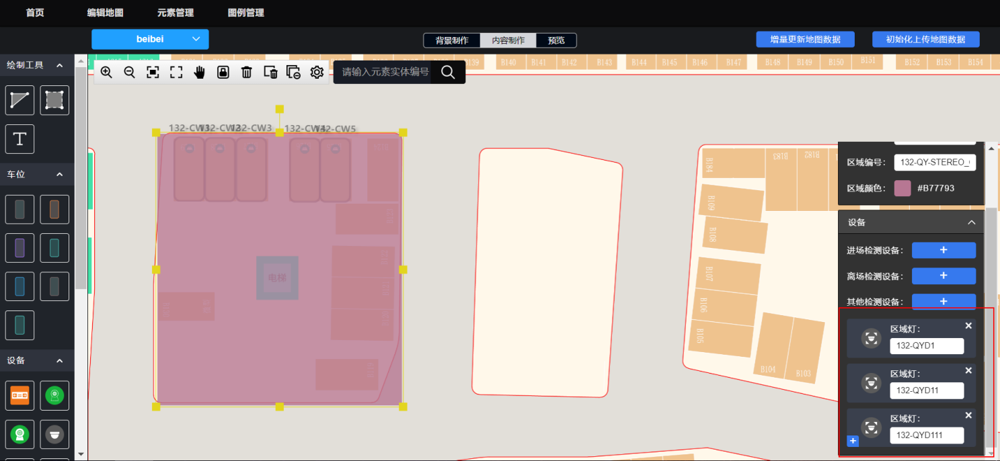 首页 编辑地图 元素管理 图例管理
beibei
背景制作 内容制作 预览
增量更新地图数据 初始化上传地图数据
绘制工具
请输入元素实体编号
T
车位
设备
B139 B140 B141 B142 B143 B144 B145 B146 B147 B148 B149 B150 B151 B152 B153 B154
132-CW3
132-CW5
电梯
B184 B183 B182
B109
B108
B107
B106
B105
B104 B103
区域编号： 132-QY-STEREO_
区域颜色： #B77793
设备
进场检测设备： +
离场检测设备： +
其他检测设备： +
区域灯：
132-QYD1
区域灯：
132-QYD11
区域灯：
132-QYD111